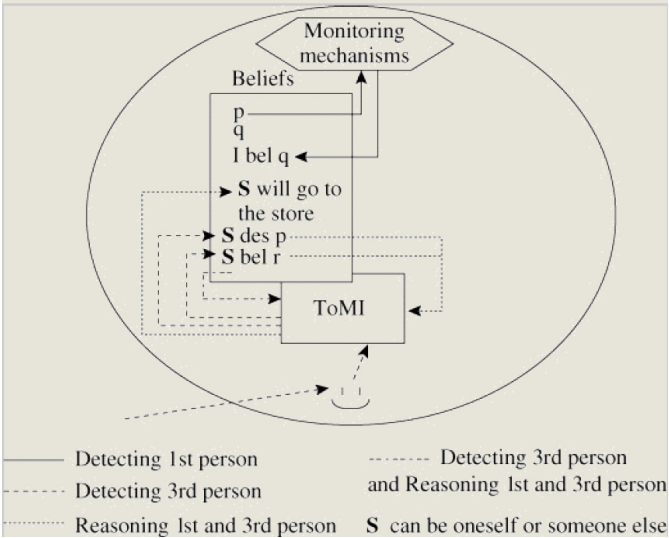 Monitoring
mechanisms
Beliefs
p
q
I bel q
S will go to
the store
S des p
S bel r
ToMI
Detecting 1st person
Detecting 3rd person
Reasoning 1st and 3rd person
Detecting 3rd person
and Reasoning 1st and 3rd person
S can be oneself or someone else